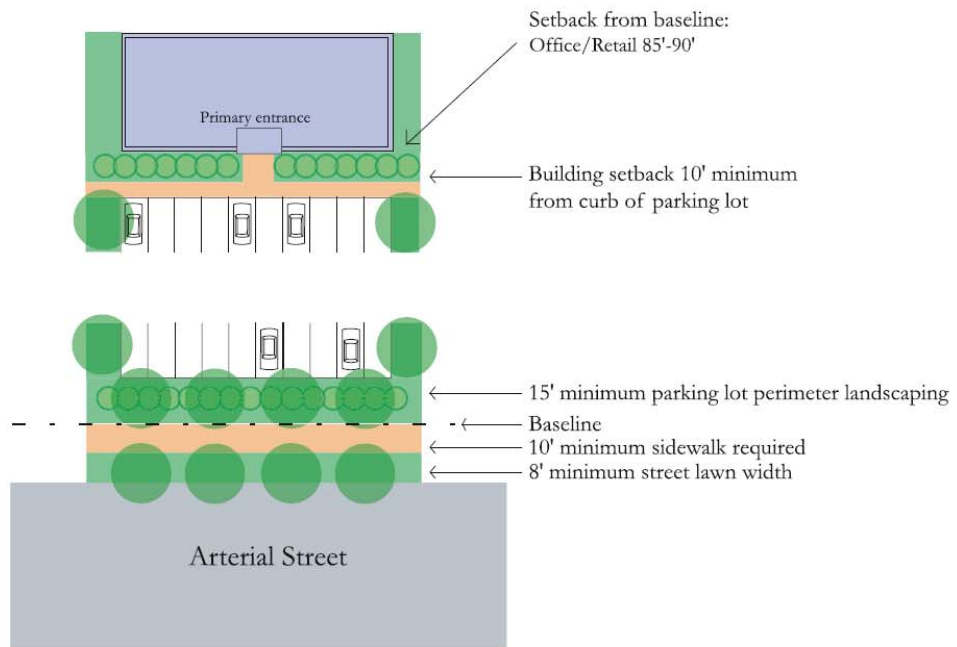 Setback from baseline:
Office/Retail 85'-90'
Primary entrance
Building setback 10' minimum
from curb of parking lot
15' minimum parking lot perimeter landscaping
Baseline
10' minimum sidewalk required
8' minimum street lawn width
Arterial Street